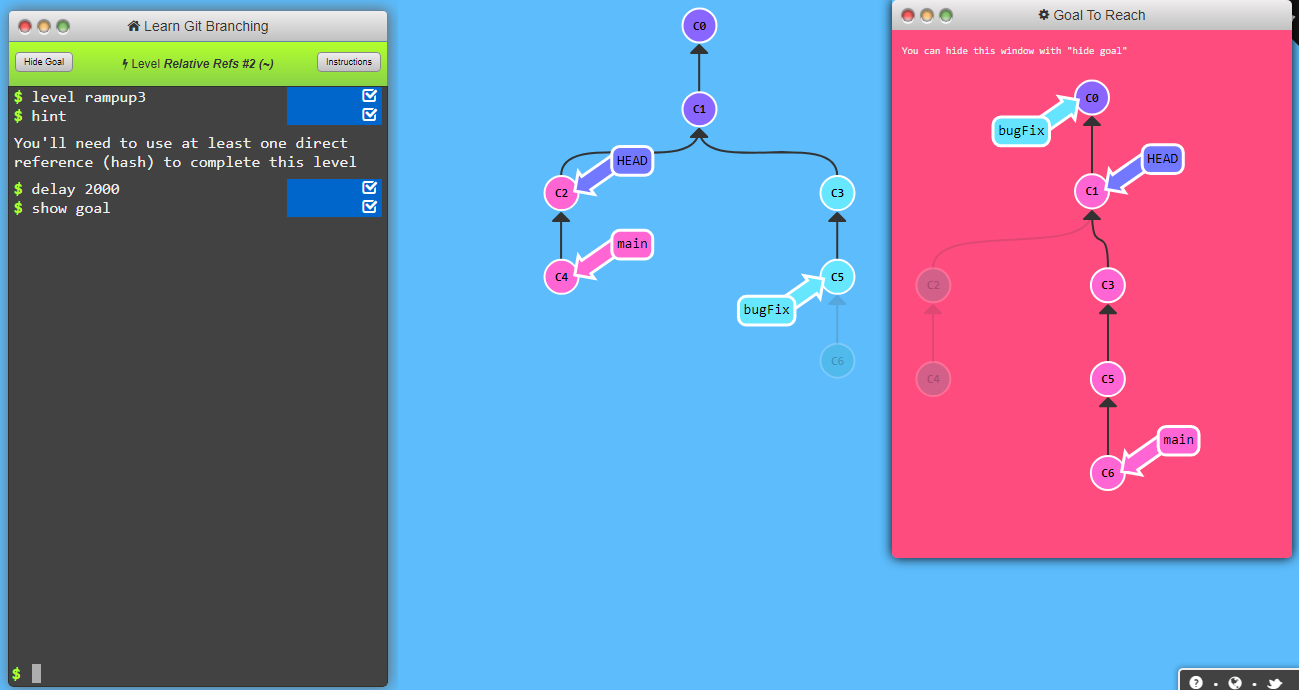 Learn Git Branching
Hide Goal
Level Relative Refs #2 (~)
Instructions
$ level rampup3
$ hint
You'll need to use at least one direct
reference (hash) to complete this level
$ delay 2000
$ show goal
$
C0
C1
HEAD
C2
C3
main
C4
C5
bugFix
C6
Goal To Reach
You can hide this window with "hide goal"
C0
bugFix
HEAD
C1
C2
C3
C4
C5
main
C6
?